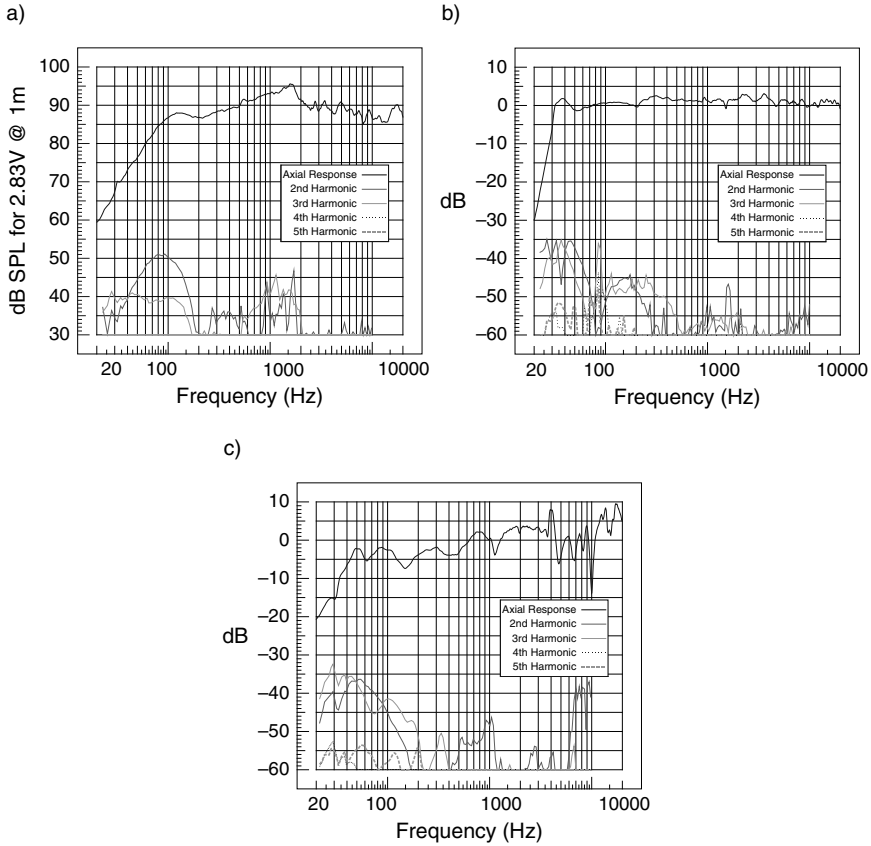 a)
100
90
80
70
60
50
40
30
dB SPL for 2.83V @ 1m
Axial Response
2nd Harmonic
3rd Harmonic
4th Harmonic
5th Harmonic
20 100 1000 10000
Frequency (Hz)
b)
10
0
−10
−20
−30
−40
−50
−60
dB
Axial Response
2nd Harmonic
3rd Harmonic
4th Harmonic
5th Harmonic
20 100 1000 10000
Frequency (Hz)
c)
10
0
−10
−20
−30
−40
−50
−60
dB
Axial Response
2nd Harmonic
3rd Harmonic
4th Harmonic
5th Harmonic
20 100 1000 10000
Frequency (Hz)